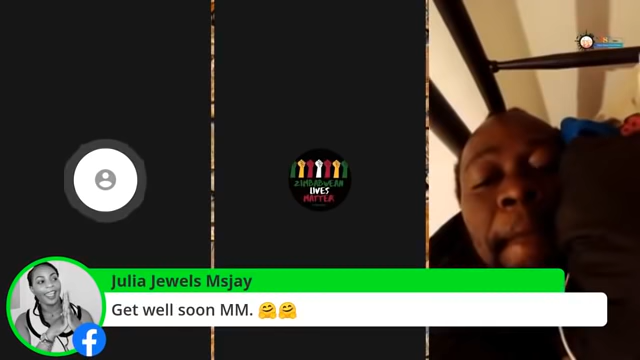 ZIMBABWEAN
LIVES
MATTER
Julia Jewels Msjay
Get well soon MM. 🤗🤗